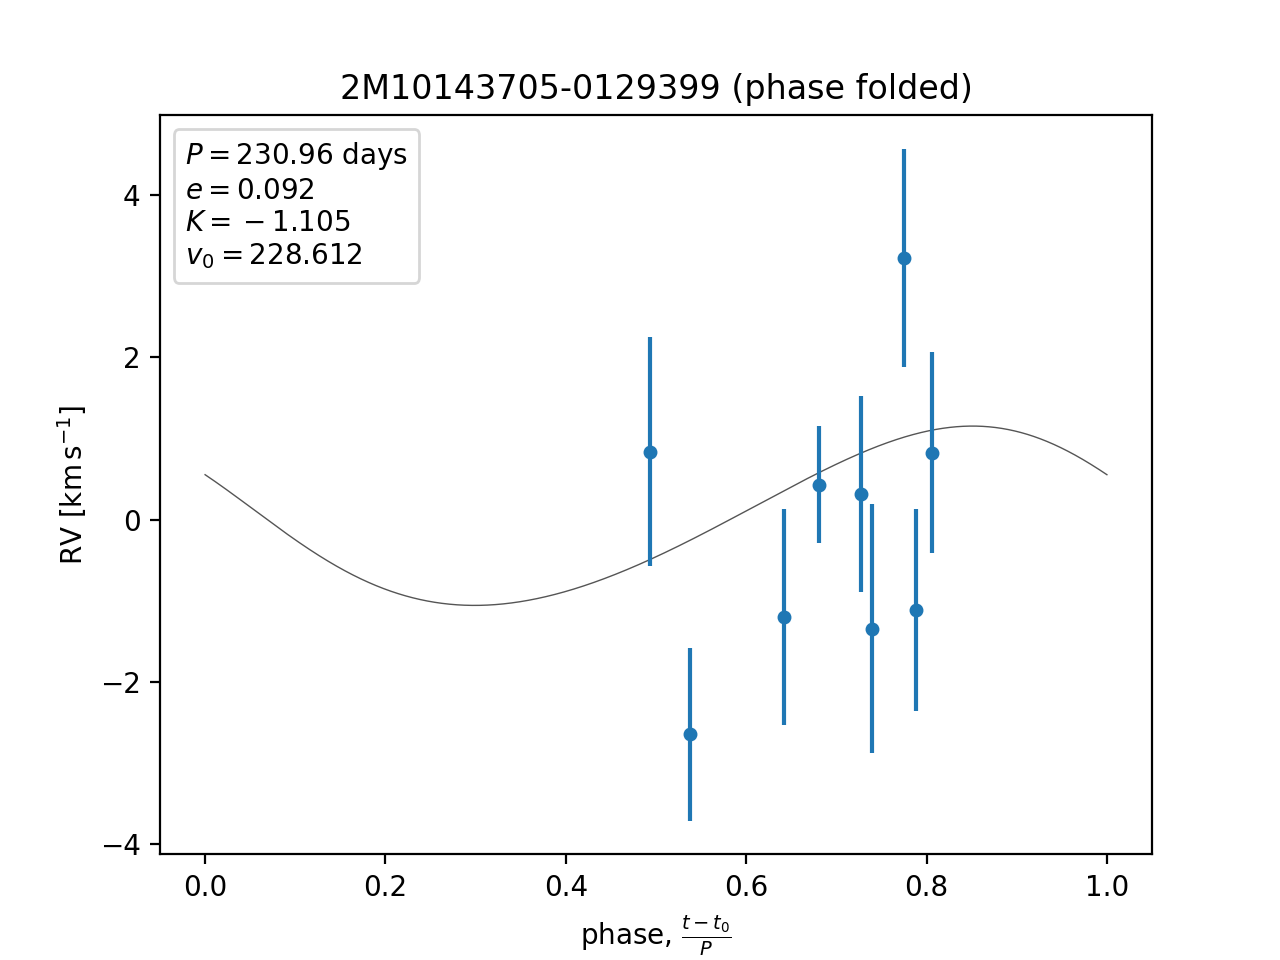 2M10143705-0129399 (phase folded)
P = 230.96 days
e = 0.092
K = −1.105
v₀ = 228.612
RV [km s⁻¹]
4
2
0
−2
−4
0.0 0.2 0.4 0.6 0.8 1.0
phase, (t − t₀)/P